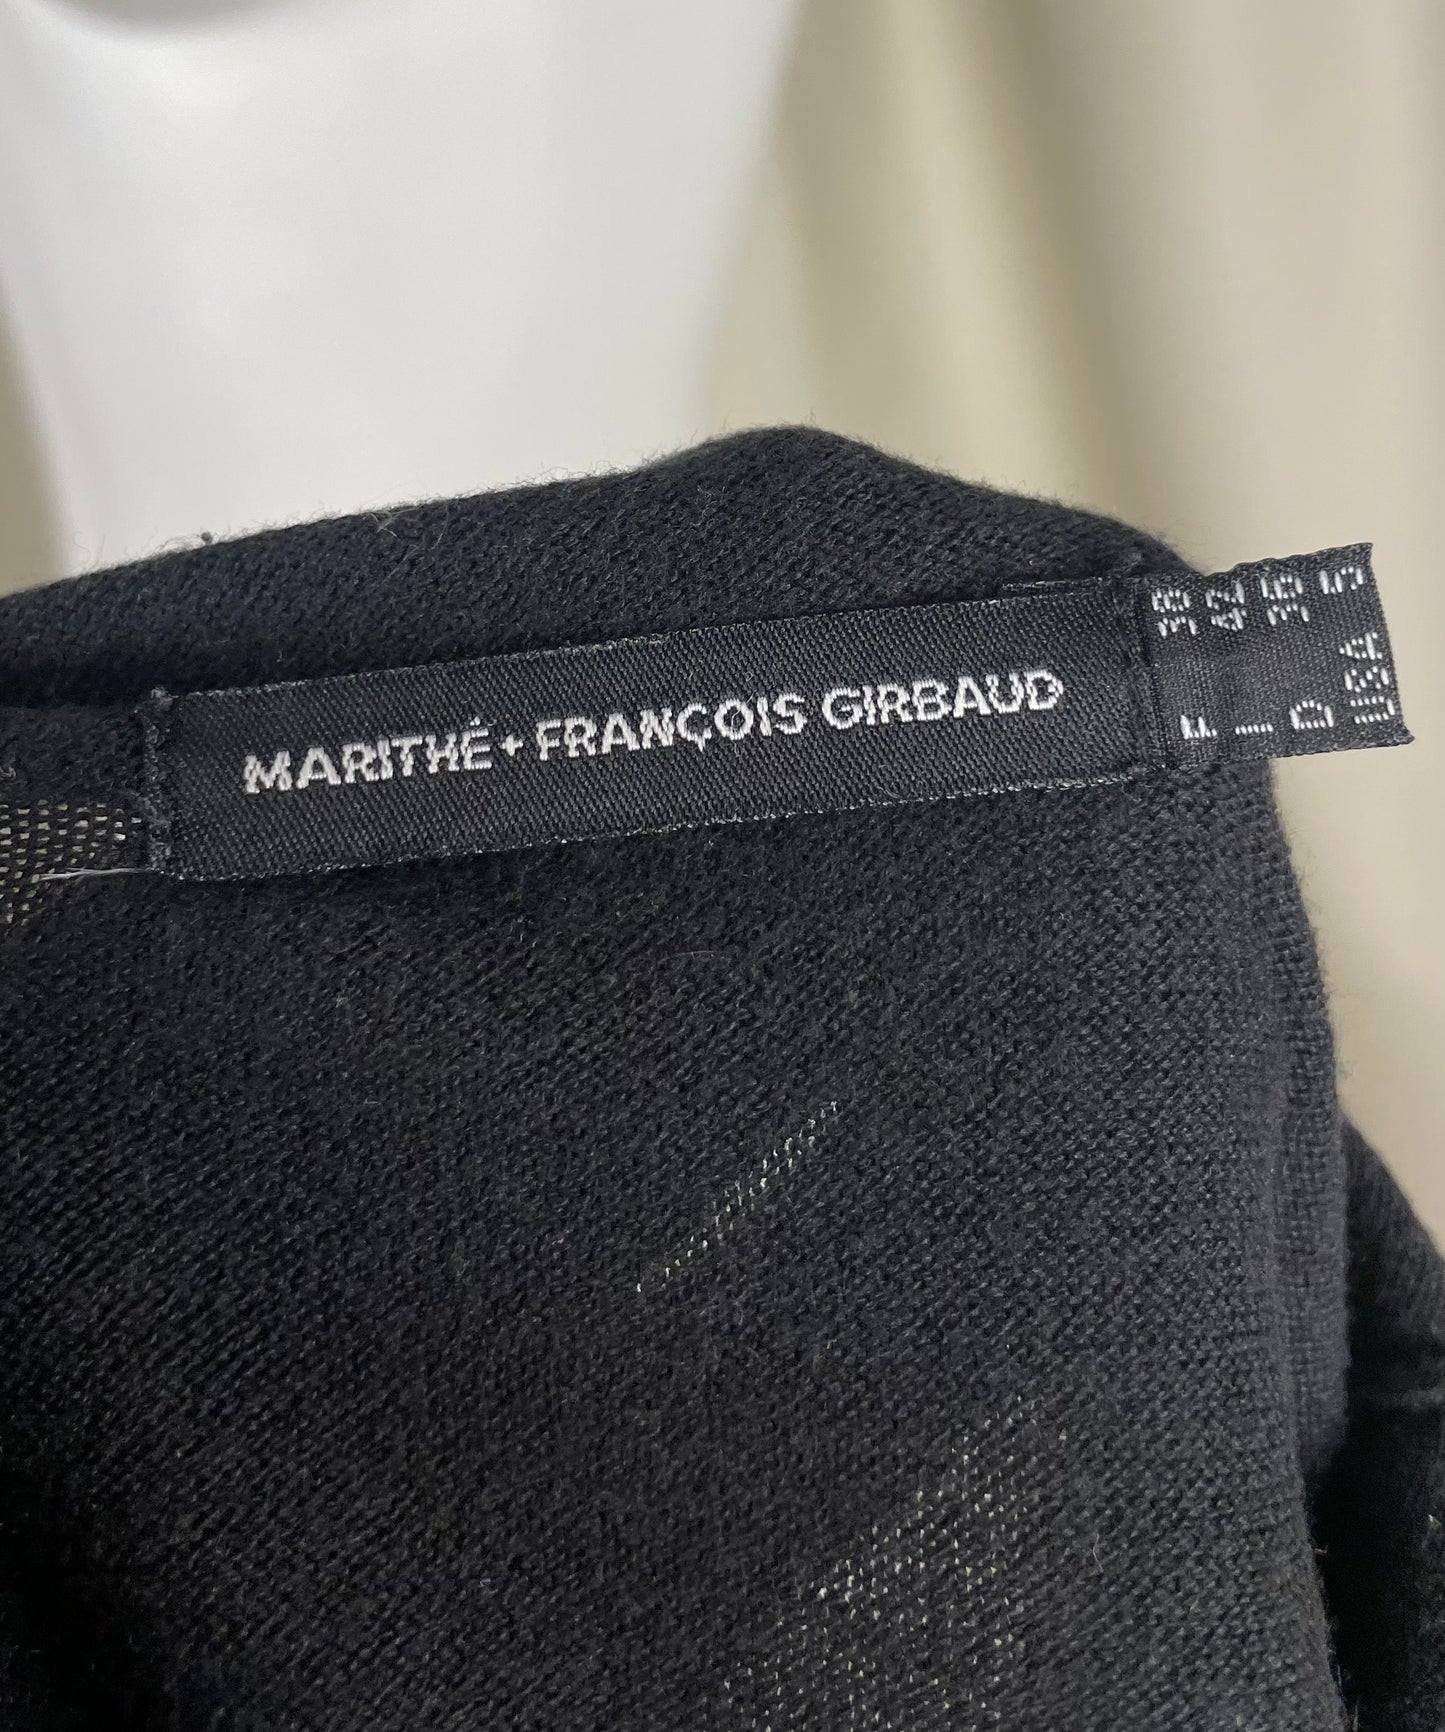 MARITHÉ + FRANÇOIS GIRBAUD
F 38
I 42
D 36
USA 5